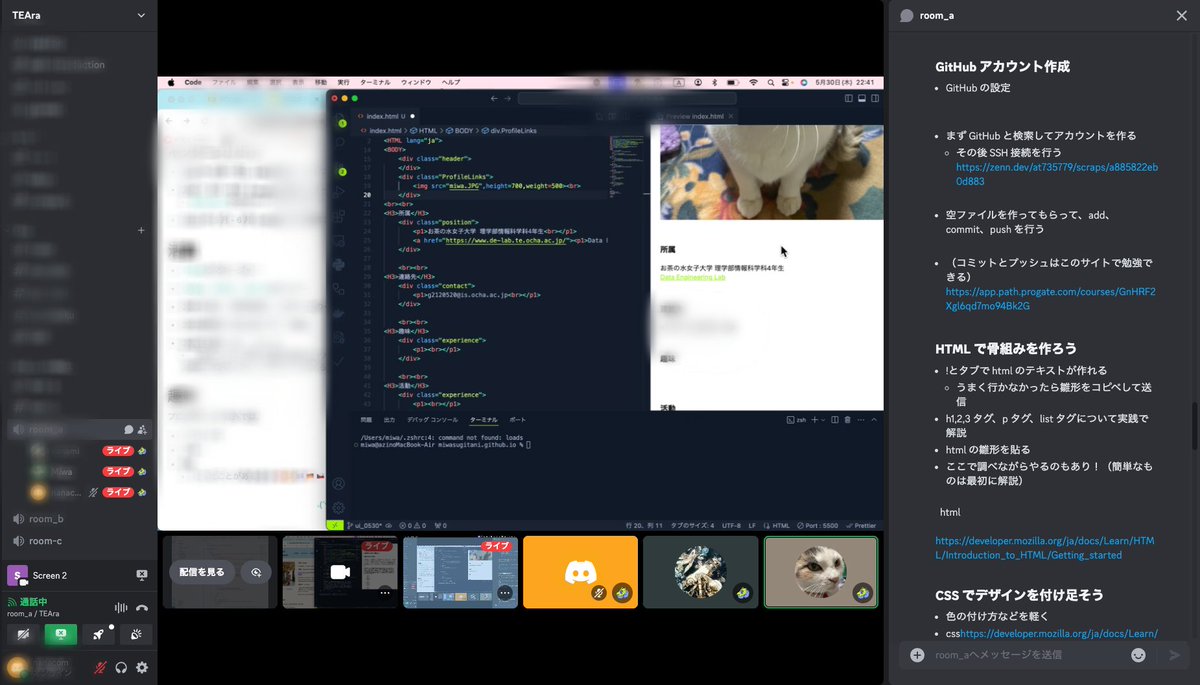 TEAra
room_a
Miwa
ライブ
ライブ
ライブ
room_b
room-c
S
Screen 2
通話中
room_a / TEAra
Code
移動 実行 ターミナル ウィンドウ ヘルプ
A
5月30日(木) 22:41
index.html U
index.html > HTML > BODY > div.ProfileLinks
Preview index.html
<HTML lang="ja">
<BODY>
<div class="header">
</div>
<div class="ProfileLinks">
<img src="miwa.JPG",height=700,weight=500><br>
</div>
<br><br>
<H3>所属</H3>
<div class="position">
<p1>お茶の水女子大学 理学部情報科学科4年生<br></p1>
<a href="https://www.de-lab.te.ocha.ac.jp/"><p1>Data
</div>
<br><br>
<H3>連絡先</H3>
<div class="contact">
<p1>g2120520@is.ocha.ac.jp<br></p1>
</div>
<br><br>
<H3>趣味</H3>
<div class="experience">
<p1><br></p1>
</div>
<br><br>
<H3>活動</H3>
<div class="experience">
<p1><br></p1>
所属
お茶の水女子大学 理学部情報科学科4年生
Data Engineering Lab
趣味
活動
問題 出力 デバッグ コンソール ターミナル ポート
zsh
/Users/miwa/.zshrc:4: command not found: loads
miwa@azinoMacBook-Air miwasugitani.github.io %
ui_0530* 0 0 0
行 20、列 11 タブのサイズ: 4 UTF-8 LF HTML Port : 5500 Prettier
配信を見る
ライブ
ライブ
room_a
GitHub アカウント作成
• GitHub の設定
• まず GitHub と検索してアカウントを作る
その後 SSH 接続を行う
https://zenn.dev/at735779/scraps/a885822eb
0d883
• 空ファイルを作ってもらって、add、
commit、push を行う
• （コミットとプッシュはこのサイトで勉強で
きる）
https://app.path.progate.com/courses/GnHRF2
Xgl6qd7mo94Bk2G
HTML で骨組みを作ろう
• !とタブで html のテキストが作れる
うまく行かなかったら雛形をコピペして送
信
• h1,2,3 タグ、p タグ、list タグについて実践で
解説
• html の雛形を貼る
• ここで調べながらやるのもあり！（簡単なも
のは最初に解説）
html
https://developer.mozilla.org/ja/docs/Learn/HTM
L/Introduction_to_HTML/Getting_started
CSS でデザインを付け足そう
• 色の付け方などを軽く
• csshttps://developer.mozilla.org/ja/docs/Learn/
room_aへメッセージを送信